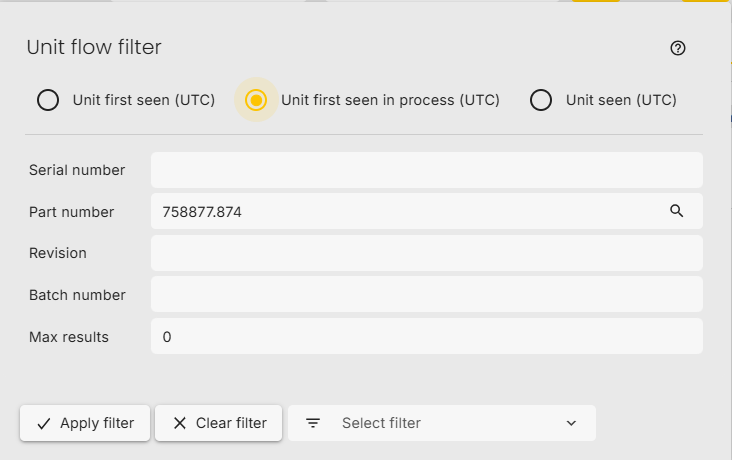 Unit flow filter
Unit first seen (UTC) Unit first seen in process (UTC) Unit seen (UTC)
Serial number
Part number 758877.874
Revision
Batch number
Max results 0
Apply filter Clear filter Select filter